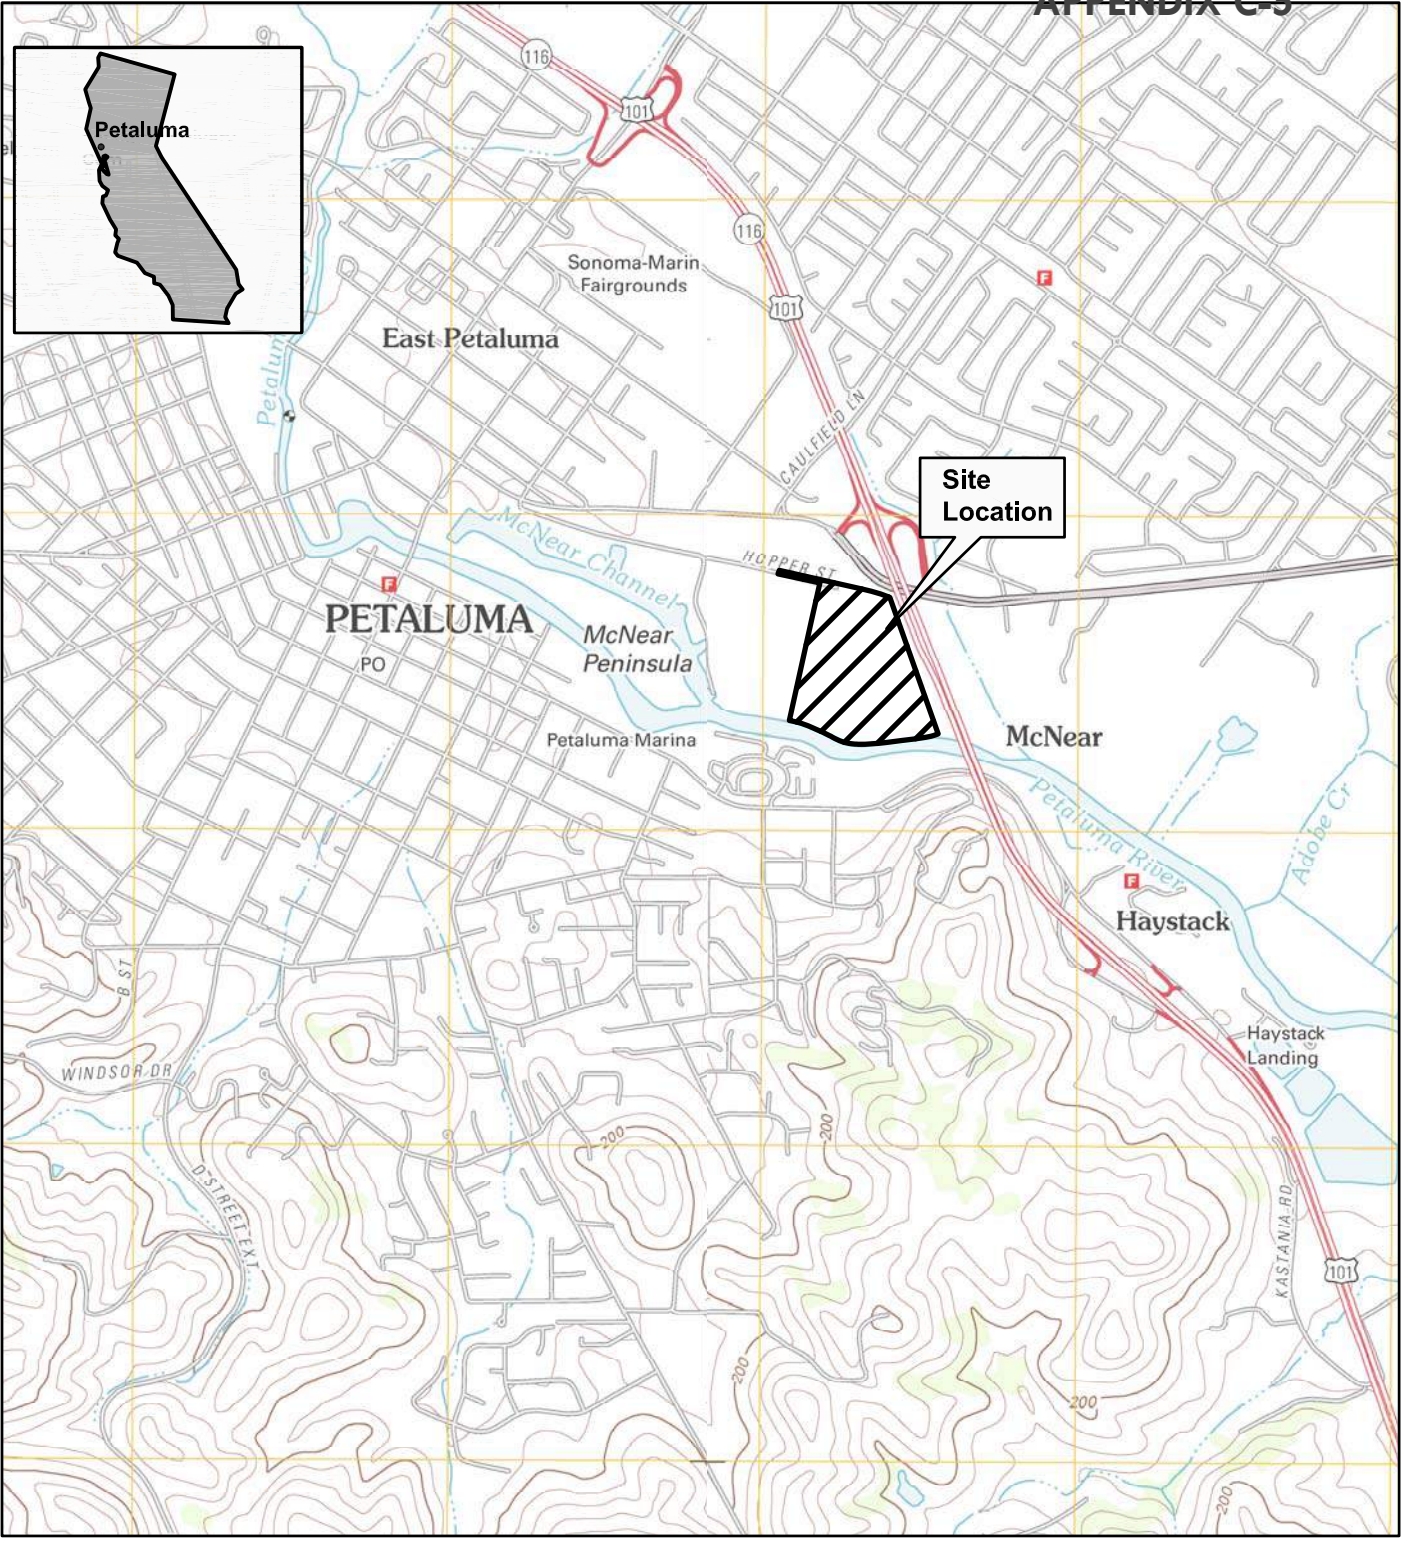 APPENDIX C-5
116
101
Petaluma
116
Sonoma-Marin
Fairgrounds
F
101
East Petaluma
CAULFIELD LN
Site
Location
McNear Channel
HOPPER ST
F
PETALUMA
McNear
Peninsula
PO
Petaluma Marina
McNear
Petaluma River
Adobe Cr
F
Haystack
B ST
Haystack
Landing
WINDSOR DR
200
200
D STREET EXT
KASTANIA RD
101
200
200
200